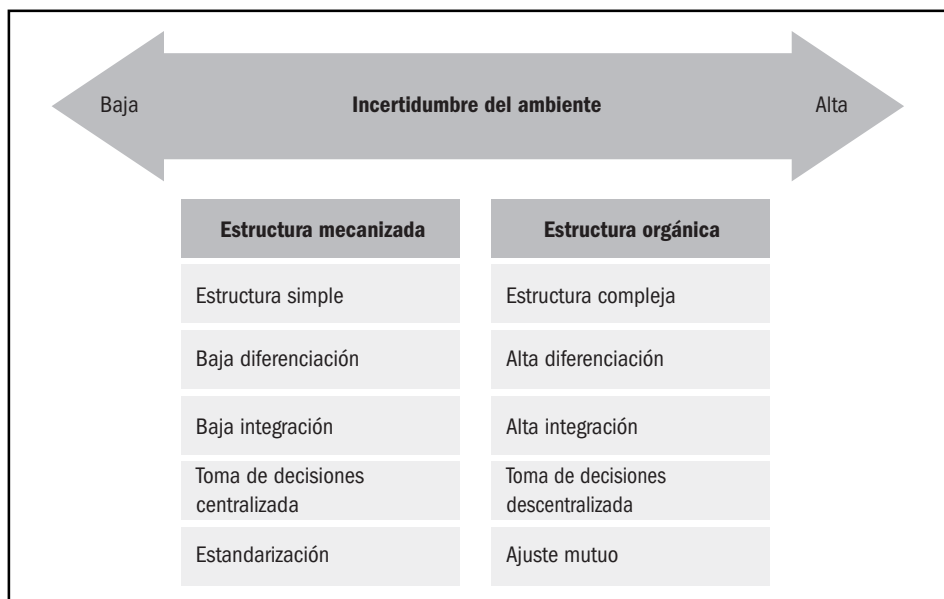 Baja Incertidumbre del ambiente Alta
Estructura mecanizada Estructura orgánica
Estructura simple Estructura compleja
Baja diferenciación Alta diferenciación
Baja integración Alta integración
Toma de decisiones
centralizada
Toma de decisiones
descentralizada
Estandarización Ajuste mutuo